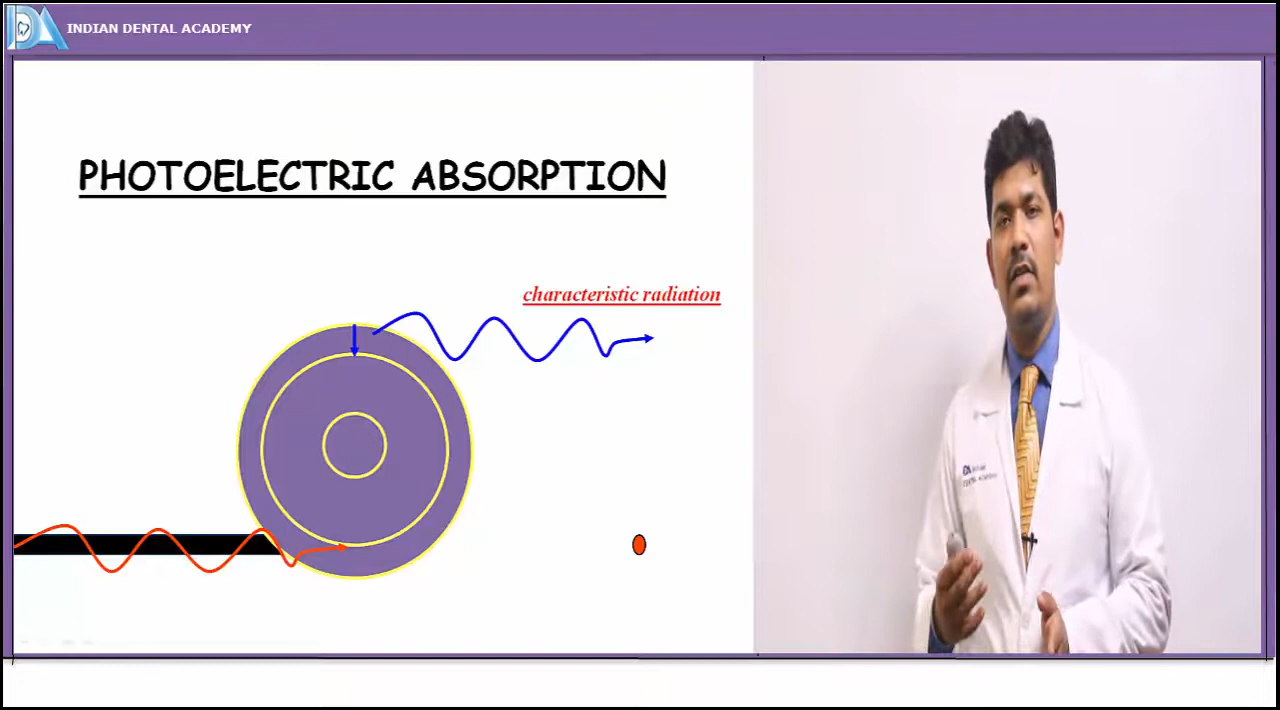 INDIAN DENTAL ACADEMY
PHOTOELECTRIC ABSORPTION
characteristic radiation